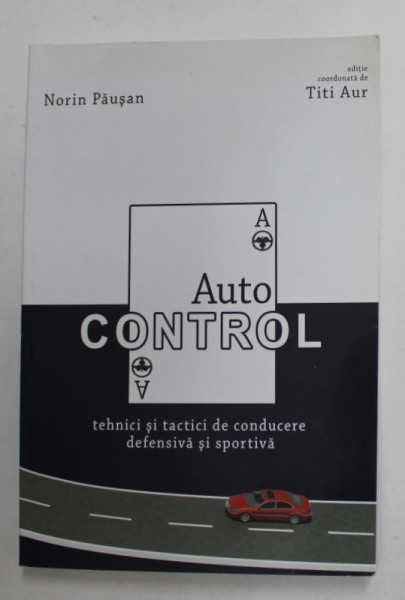 Norin Păușan
ediție
coordonată de
Titi Aur
A
Auto
CONTROL
A
tehnici și tactici de conducere
defensivă și sportivă